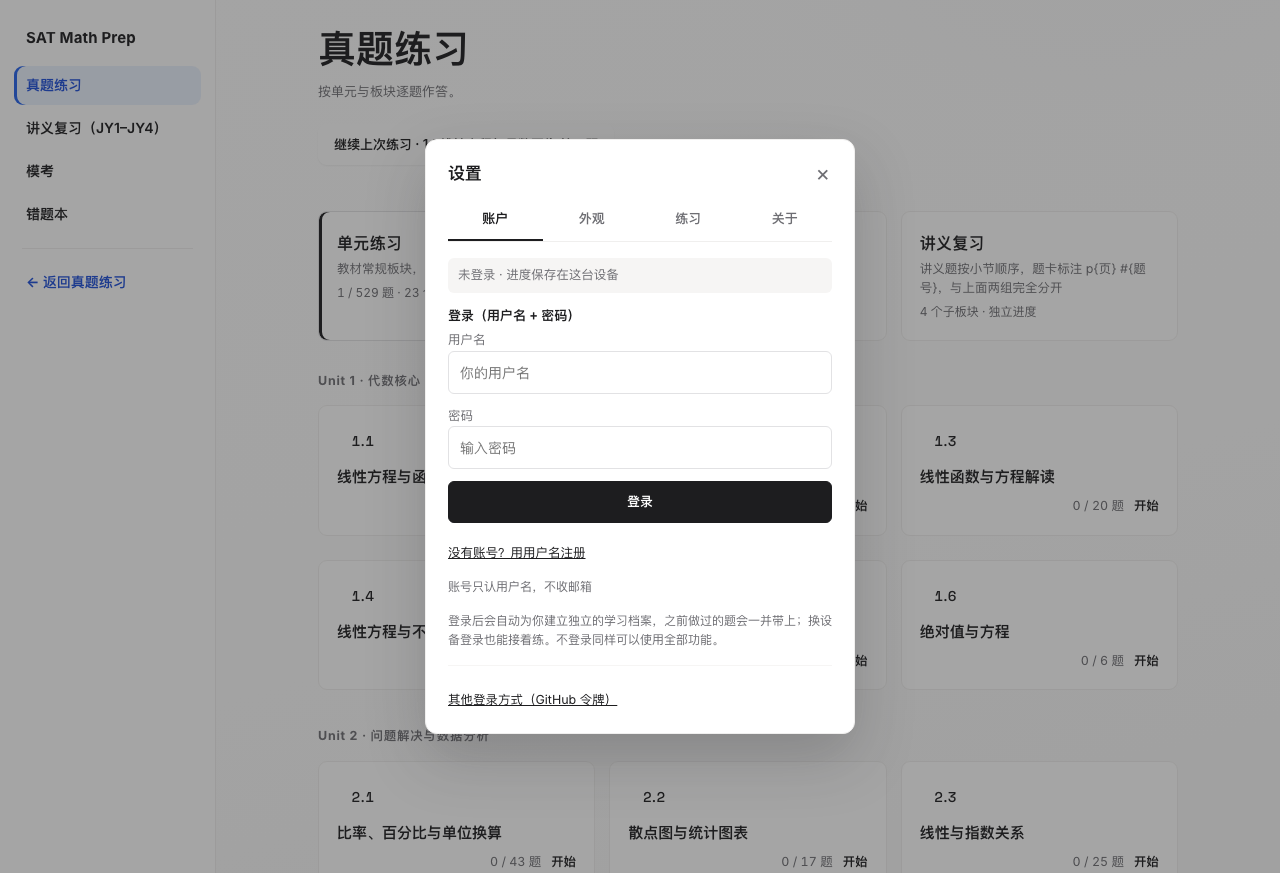 SAT Math Prep
真题练习
讲义复习（JY1–JY4）
模考
错题本
← 返回真题练习
真题练习
按单元与板块逐题作答。
继续上次练习 · 1
设置
×
账户
外观
练习
关于
未登录 · 进度保存在这台设备
登录（用户名 + 密码）
用户名
你的用户名
密码
输入密码
登录
没有账号？用用户名注册
账号只认用户名，不收邮箱
登录后会自动为你建立独立的学习档案，之前做过的题会一并带上；换设
备登录也能接着练。不登录同样可以使用全部功能。
其他登录方式（GitHub 令牌）
单元练习
教材常规板块，
1 / 529 题 · 23
讲义复习
讲义题按小节顺序，题卡标注 p{页} #{题
号}，与上面两组完全分开
4 个子板块 · 独立进度
Unit 1 · 代数核心
1.1
线性方程与函
始
1.3
线性函数与方程解读
0 / 20 题 开始
1.4
线性方程与不
始
1.6
绝对值与方程
0 / 6 题 开始
Unit 2 · 问题解决与数据分析
2.1
比率、百分比与单位换算
0 / 43 题 开始
2.2
散点图与统计图表
0 / 17 题 开始
2.3
线性与指数关系
0 / 25 题 开始